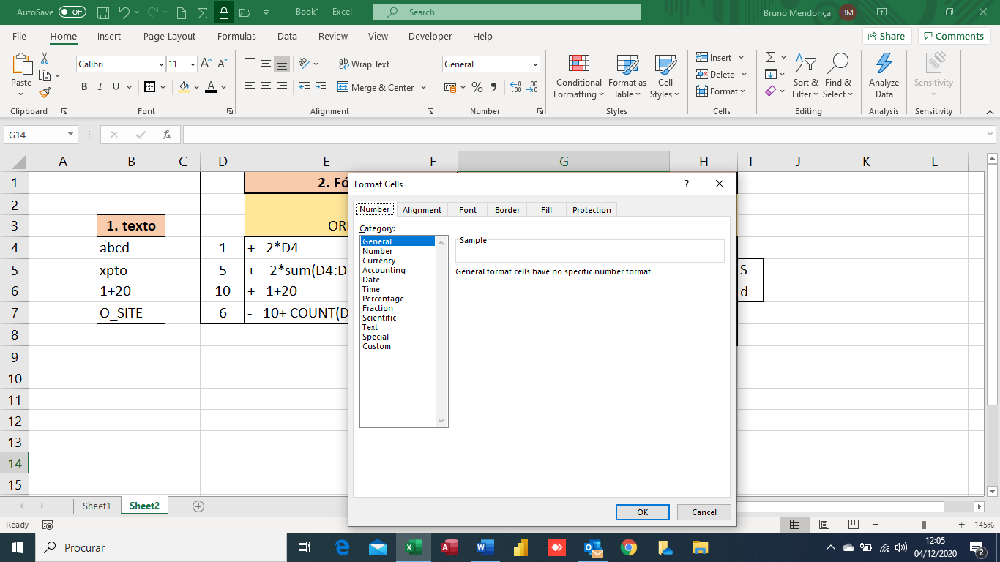 AutoSave Off Book1 - Excel Search Bruno Mendonça BM
File Home Insert Page Layout Formulas Data Review View Developer Help Share Comments
Calibri 11 Wrap Text General Insert
Paste Merge & Center Conditional Formatting Format as Table Cell Styles Delete Sort & Filter Find & Select Analyze Data Sensitivity
Format
Clipboard Font Alignment Number Styles Cells Editing Analysis Sensitivity
G14 fx
A B C D E F G H I J K L
1 2. Fó
2
3 1. texto ORI
4 abcd 1 + 2*D4
5 xpto 5 + 2*sum(D4:D S
6 1+20 10 + 1+20 d
7 O_SITE 6 - 10+ COUNT(D
8
9
10
11
12
13
14
15
Format Cells ?
Number Alignment Font Border Fill Protection
Category:
General
Number
Currency
Accounting
Date
Time
Percentage
Fraction
Scientific
Text
Special
Custom
Sample
General format cells have no specific number format.
OK Cancel
Sheet1 Sheet2
Ready 145%
Procurar 12:05
04/12/2020 2